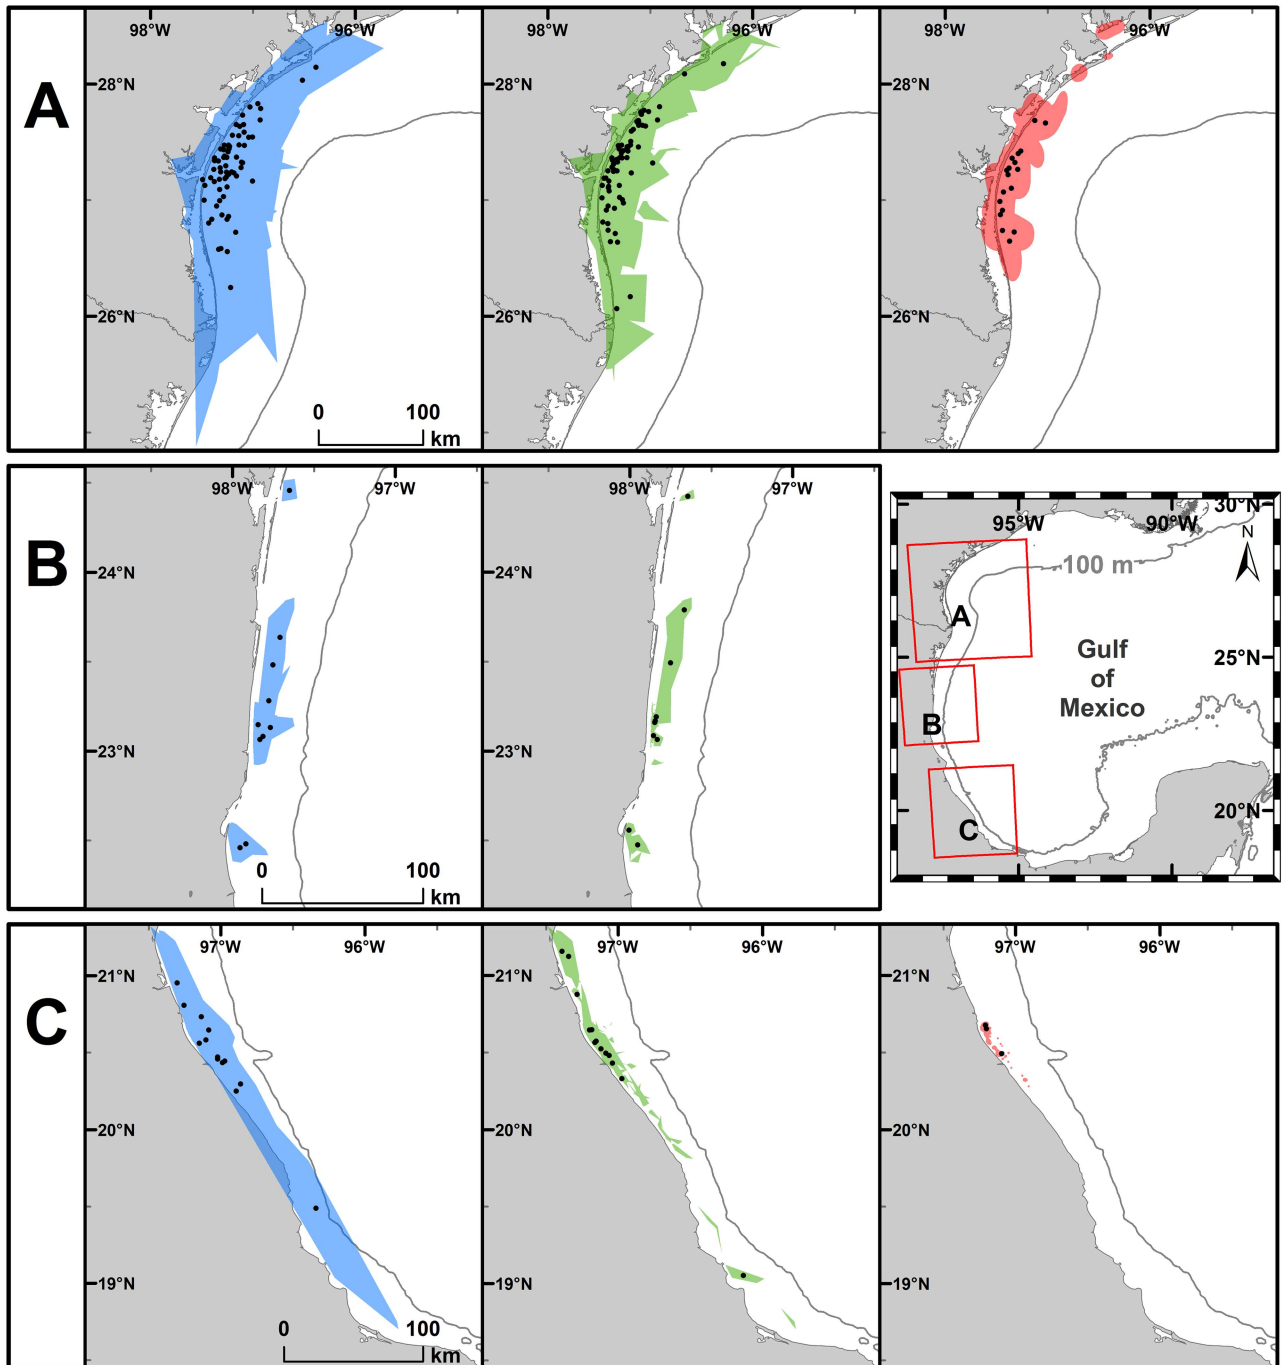 98°W 96°W 98°W 96°W 98°W 96°W
A
28°N 28°N 28°N
26°N 26°N 26°N
0 100
km
98°W 97°W 98°W 97°W
B
24°N 24°N
23°N 23°N
0 100
km
30°N
95°W 90°W
N
100 m
A
Gulf
of
Mexico
25°N
B
20°N
C
97°W 96°W 97°W 96°W 97°W 96°W
C
21°N 21°N 21°N
20°N 20°N 20°N
19°N 19°N 19°N
0 100
km